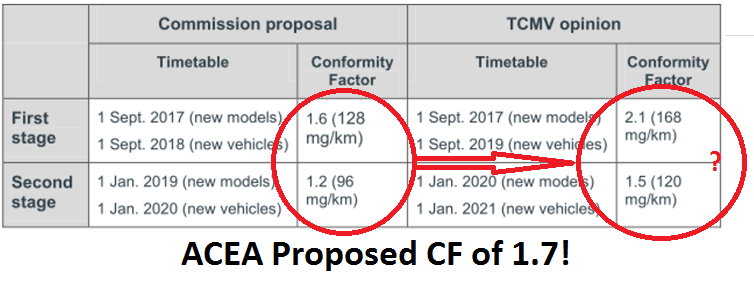 Commission proposal TCMV opinion
Timetable Conformity Factor Timetable Conformity Factor
First stage 1 Sept. 2017 (new models) 1.6 (128 mg/km) 1 Sept. 2017 (new models) 2.1 (168 mg/km)
1 Sept. 2018 (new vehicles) 1 Sept. 2019 (new vehicles)
?
Second stage 1 Jan. 2019 (new models) 1.2 (96 mg/km) 1 Jan. 2020 (new models) 1.5 (120 mg/km)
1 Jan. 2020 (new vehicles) 1 Jan. 2021 (new vehicles)
ACEA Proposed CF of 1.7!